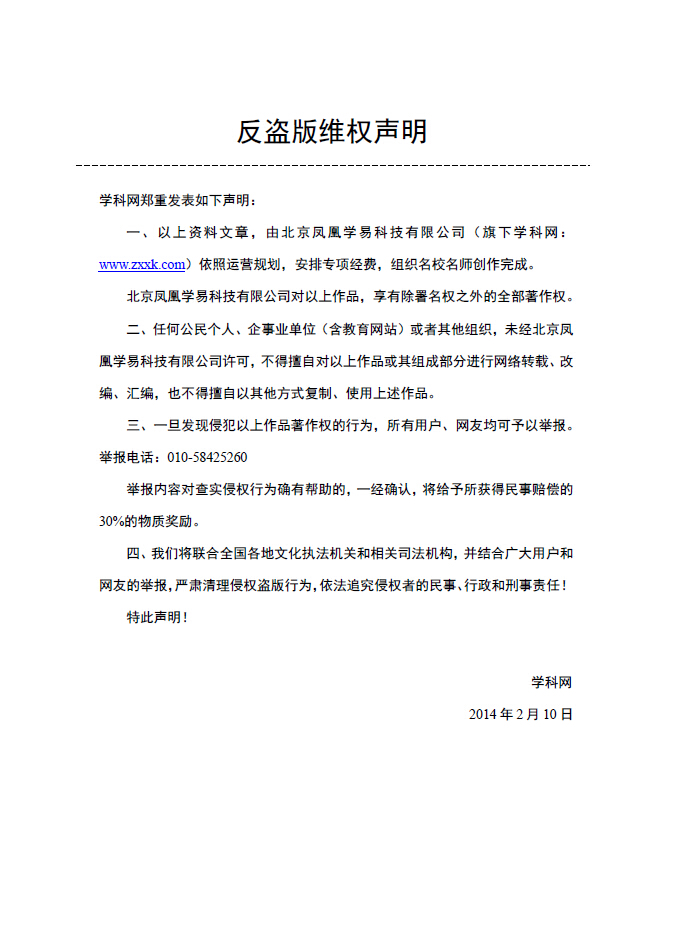 反盗版维权声明
学科网郑重发表如下声明：
一、以上资料文章，由北京凤凰学易科技有限公司（旗下学科网：
www.zxxk.com）依照运营规划，安排专项经费，组织名校名师创作完成。
北京凤凰学易科技有限公司对以上作品，享有除署名权之外的全部著作权。
二、任何公民个人、企事业单位（含教育网站）或者其他组织，未经北京凤
凰学易科技有限公司许可，不得擅自对以上作品或其组成部分进行网络转载、改
编、汇编，也不得擅自以其他方式复制、使用上述作品。
三、一旦发现侵犯以上作品著作权的行为，所有用户、网友均可予以举报。
举报电话：010-58425260
举报内容对查实侵权行为确有帮助的，一经确认，将给予所获得民事赔偿的
30%的物质奖励。
四、我们将联合全国各地文化执法机关和相关司法机构，并结合广大用户和
网友的举报，严肃清理侵权盗版行为，依法追究侵权者的民事、行政和刑事责任！
特此声明！
学科网
2014年2月10日